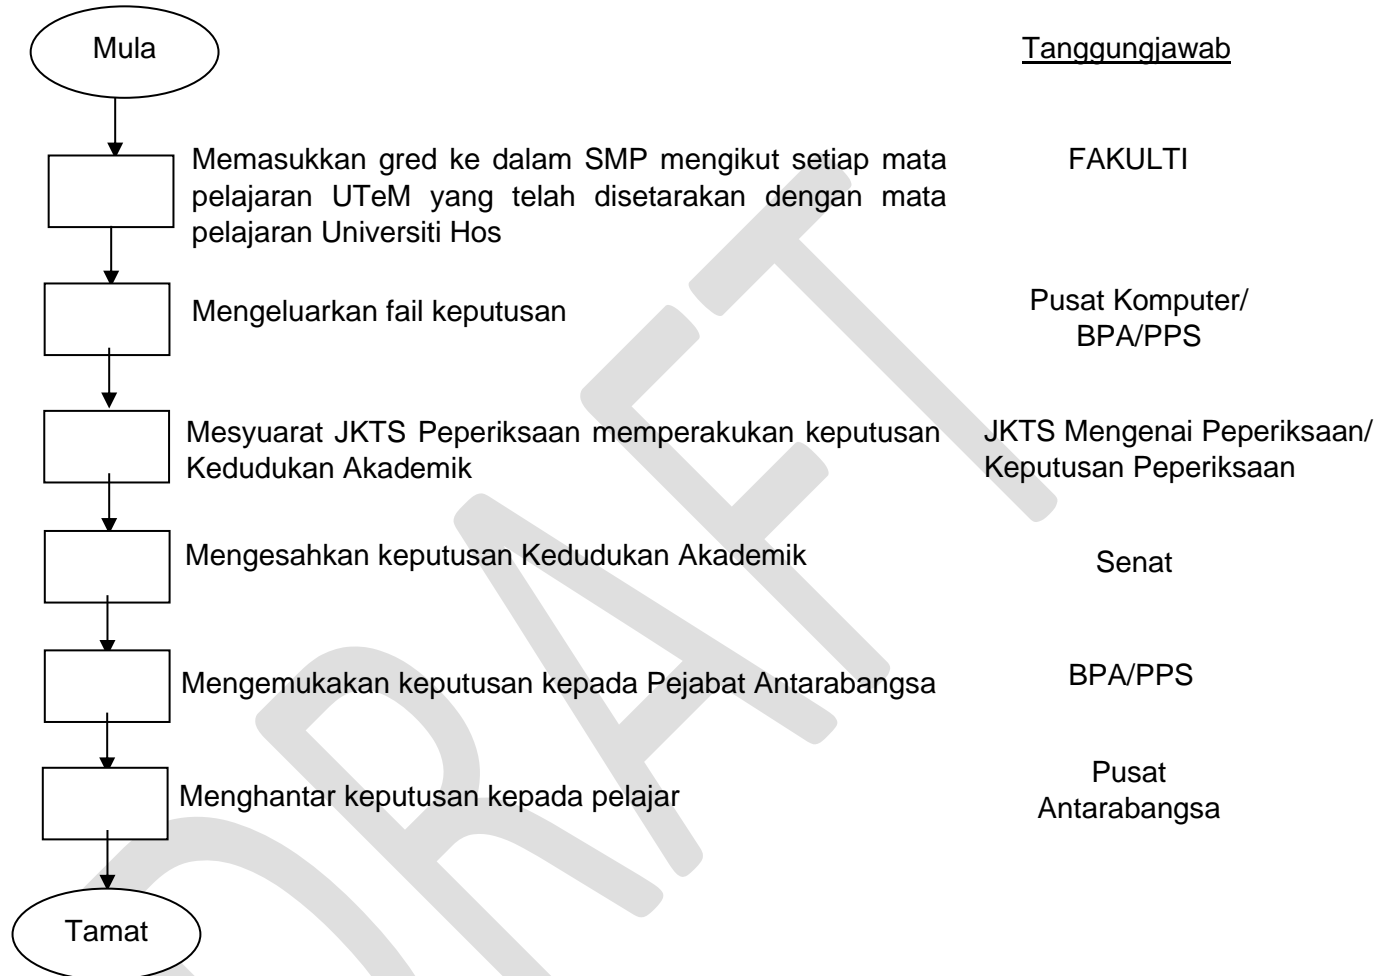 Mula
Tanggungjawab
Memasukkan gred ke dalam SMP mengikut setiap mata
pelajaran UTeM yang telah disetarakan dengan mata
pelajaran Universiti Hos
FAKULTI
Mengeluarkan fail keputusan
Pusat Komputer/
BPA/PPS
Mesyuarat JKTS Peperiksaan memperakukan keputusan
Kedudukan Akademik
JKTS Mengenai Peperiksaan/
Keputusan Peperiksaan
Mengesahkan keputusan Kedudukan Akademik
Senat
Mengemukakan keputusan kepada Pejabat Antarabangsa
BPA/PPS
Menghantar keputusan kepada pelajar
Pusat
Antarabangsa
Tamat
DRAFT